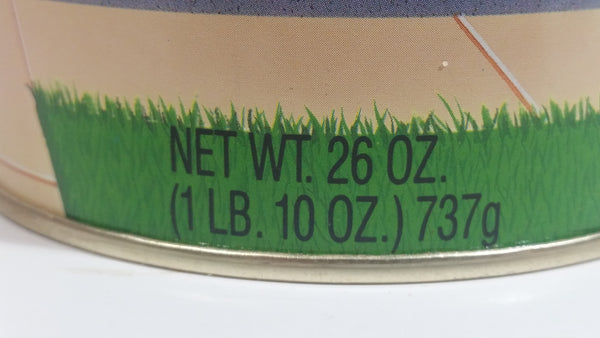 NET WT. 26 OZ.
(1 LB. 10 OZ.) 737g